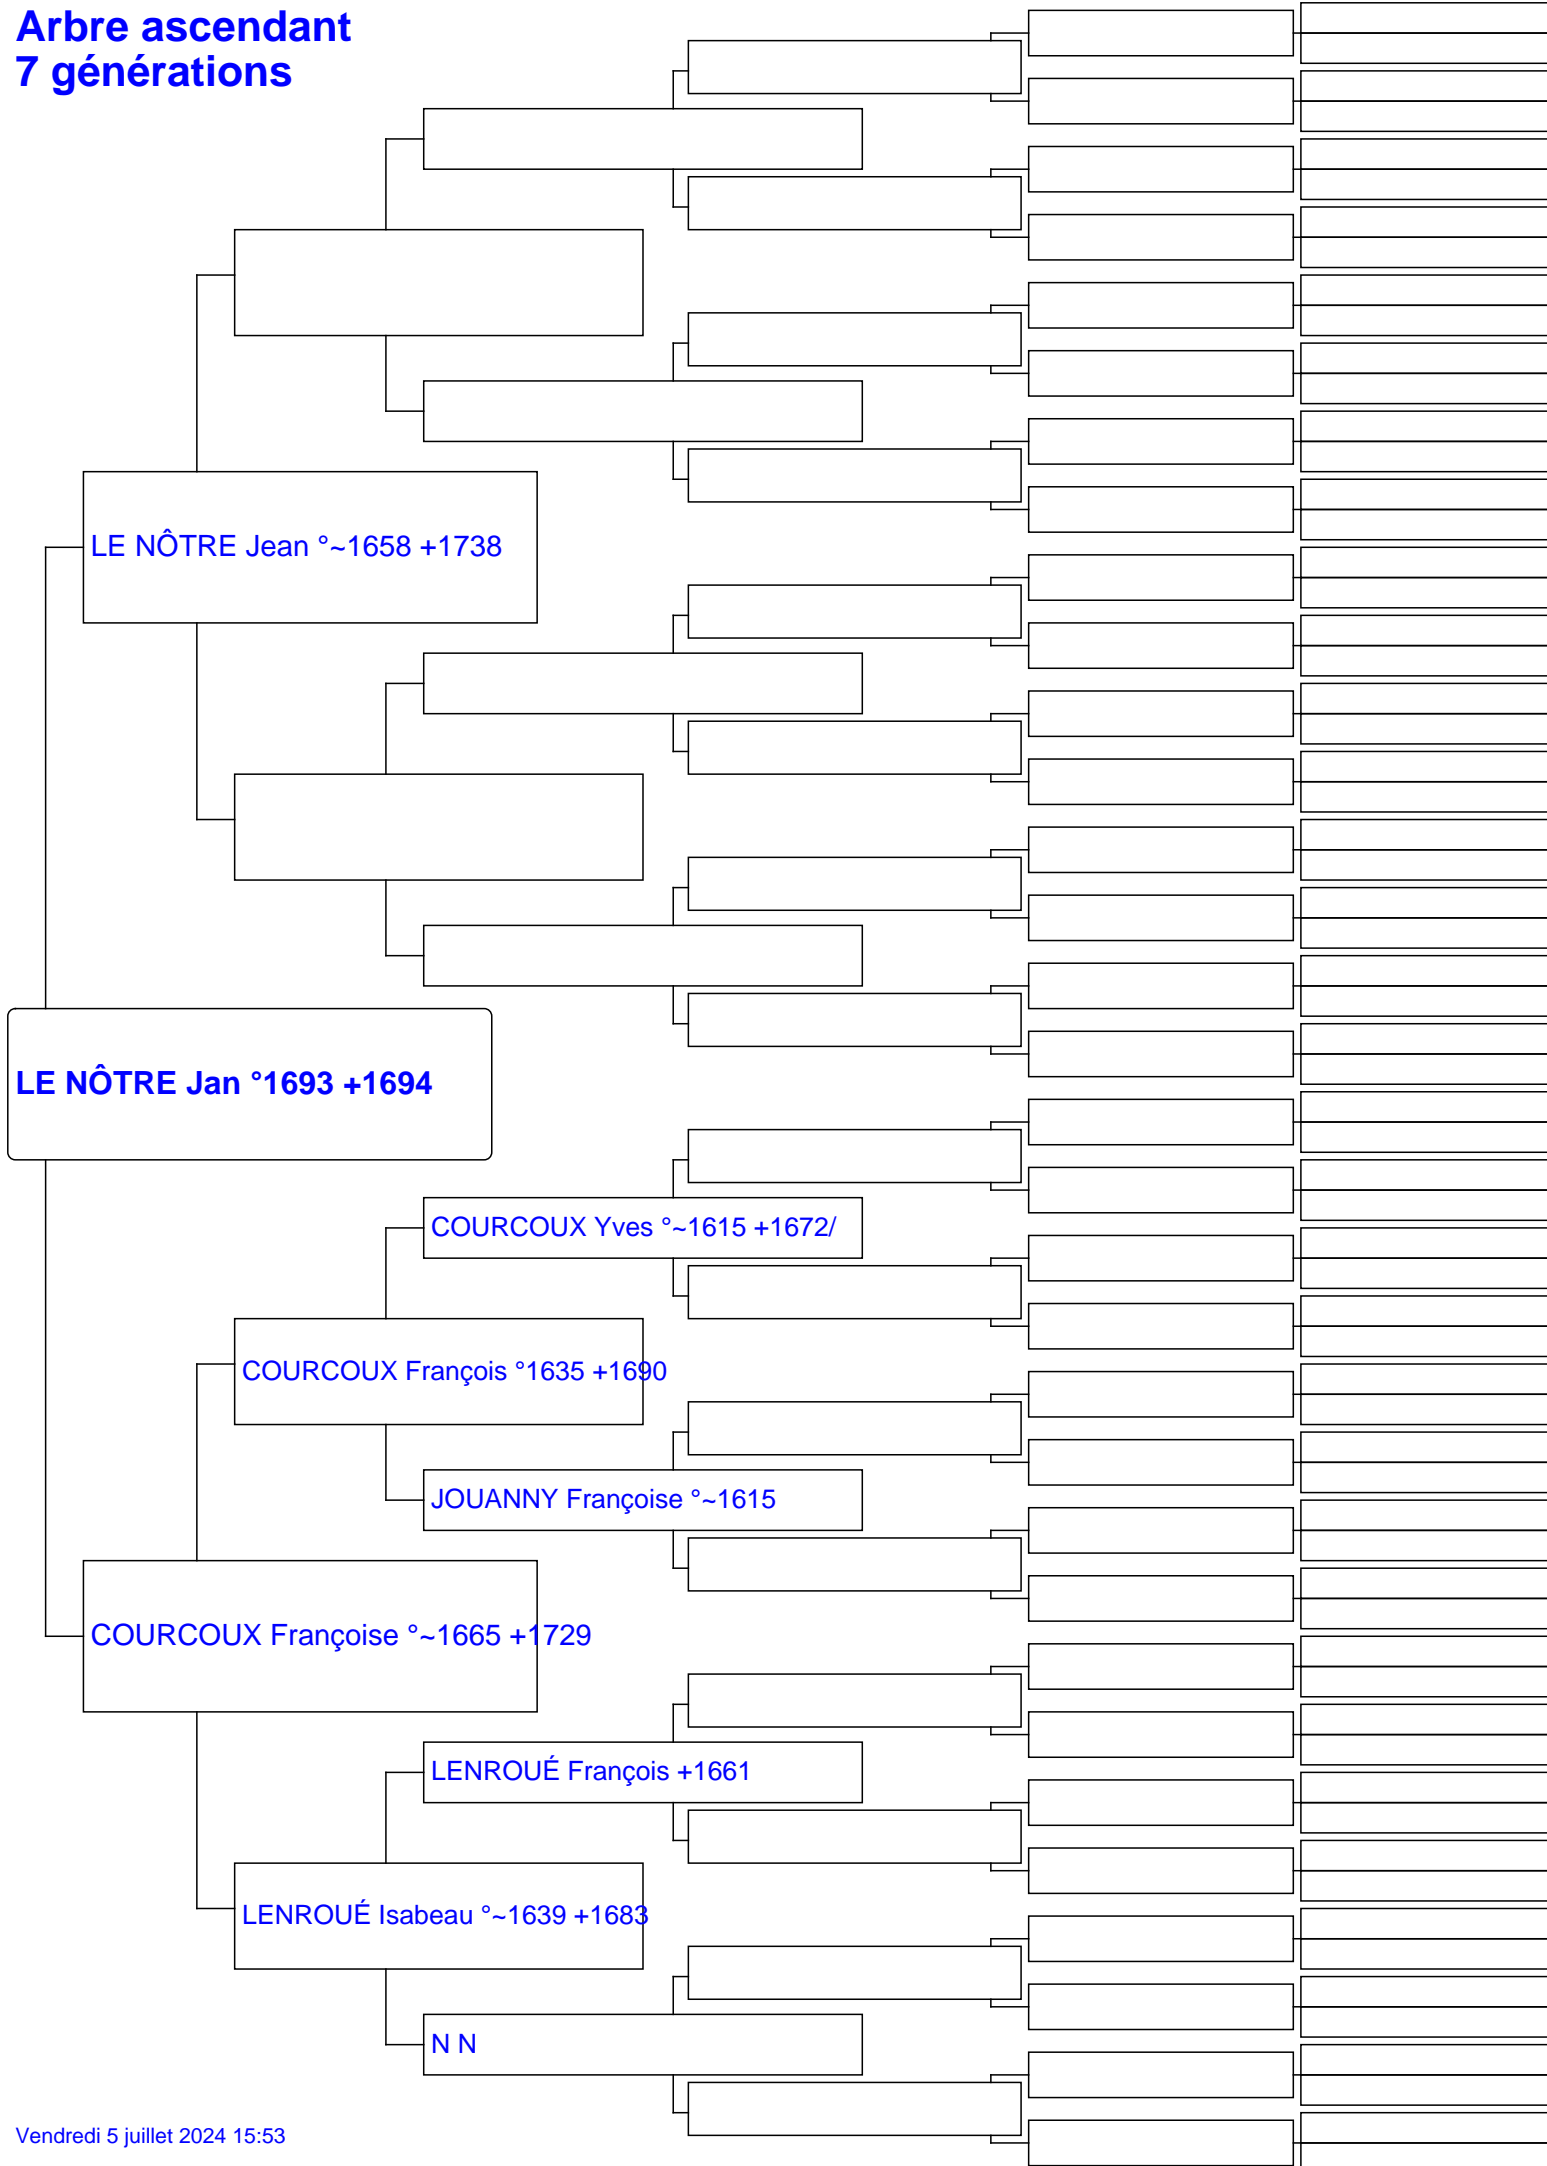 Arbre ascendant
7 générations
LE NÔTRE Jean °~1658 +1738
LE NÔTRE Jan °1693 +1694
COURCOUX Yves °~1615 +1672/
COURCOUX François °1635 +1690
JOUANNY Françoise °~1615
COURCOUX Françoise °~1665 +1729
LENROUÉ François +1661
LENROUÉ Isabeau °~1639 +1683
N N
Vendredi 5 juillet 2024 15:53